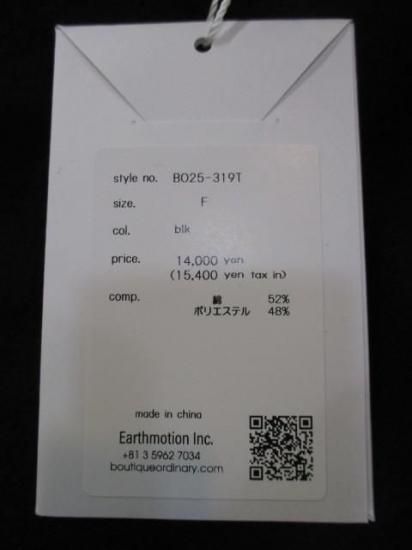 style no. BO25-319T
size. F
col. blk
price. 14,000 yen
(15,400 yen tax in)
comp. 綿 52%
ポリエステル 48%
made in china
Earthmotion Inc.
+81 3 5962 7034
boutiqueordinary.com